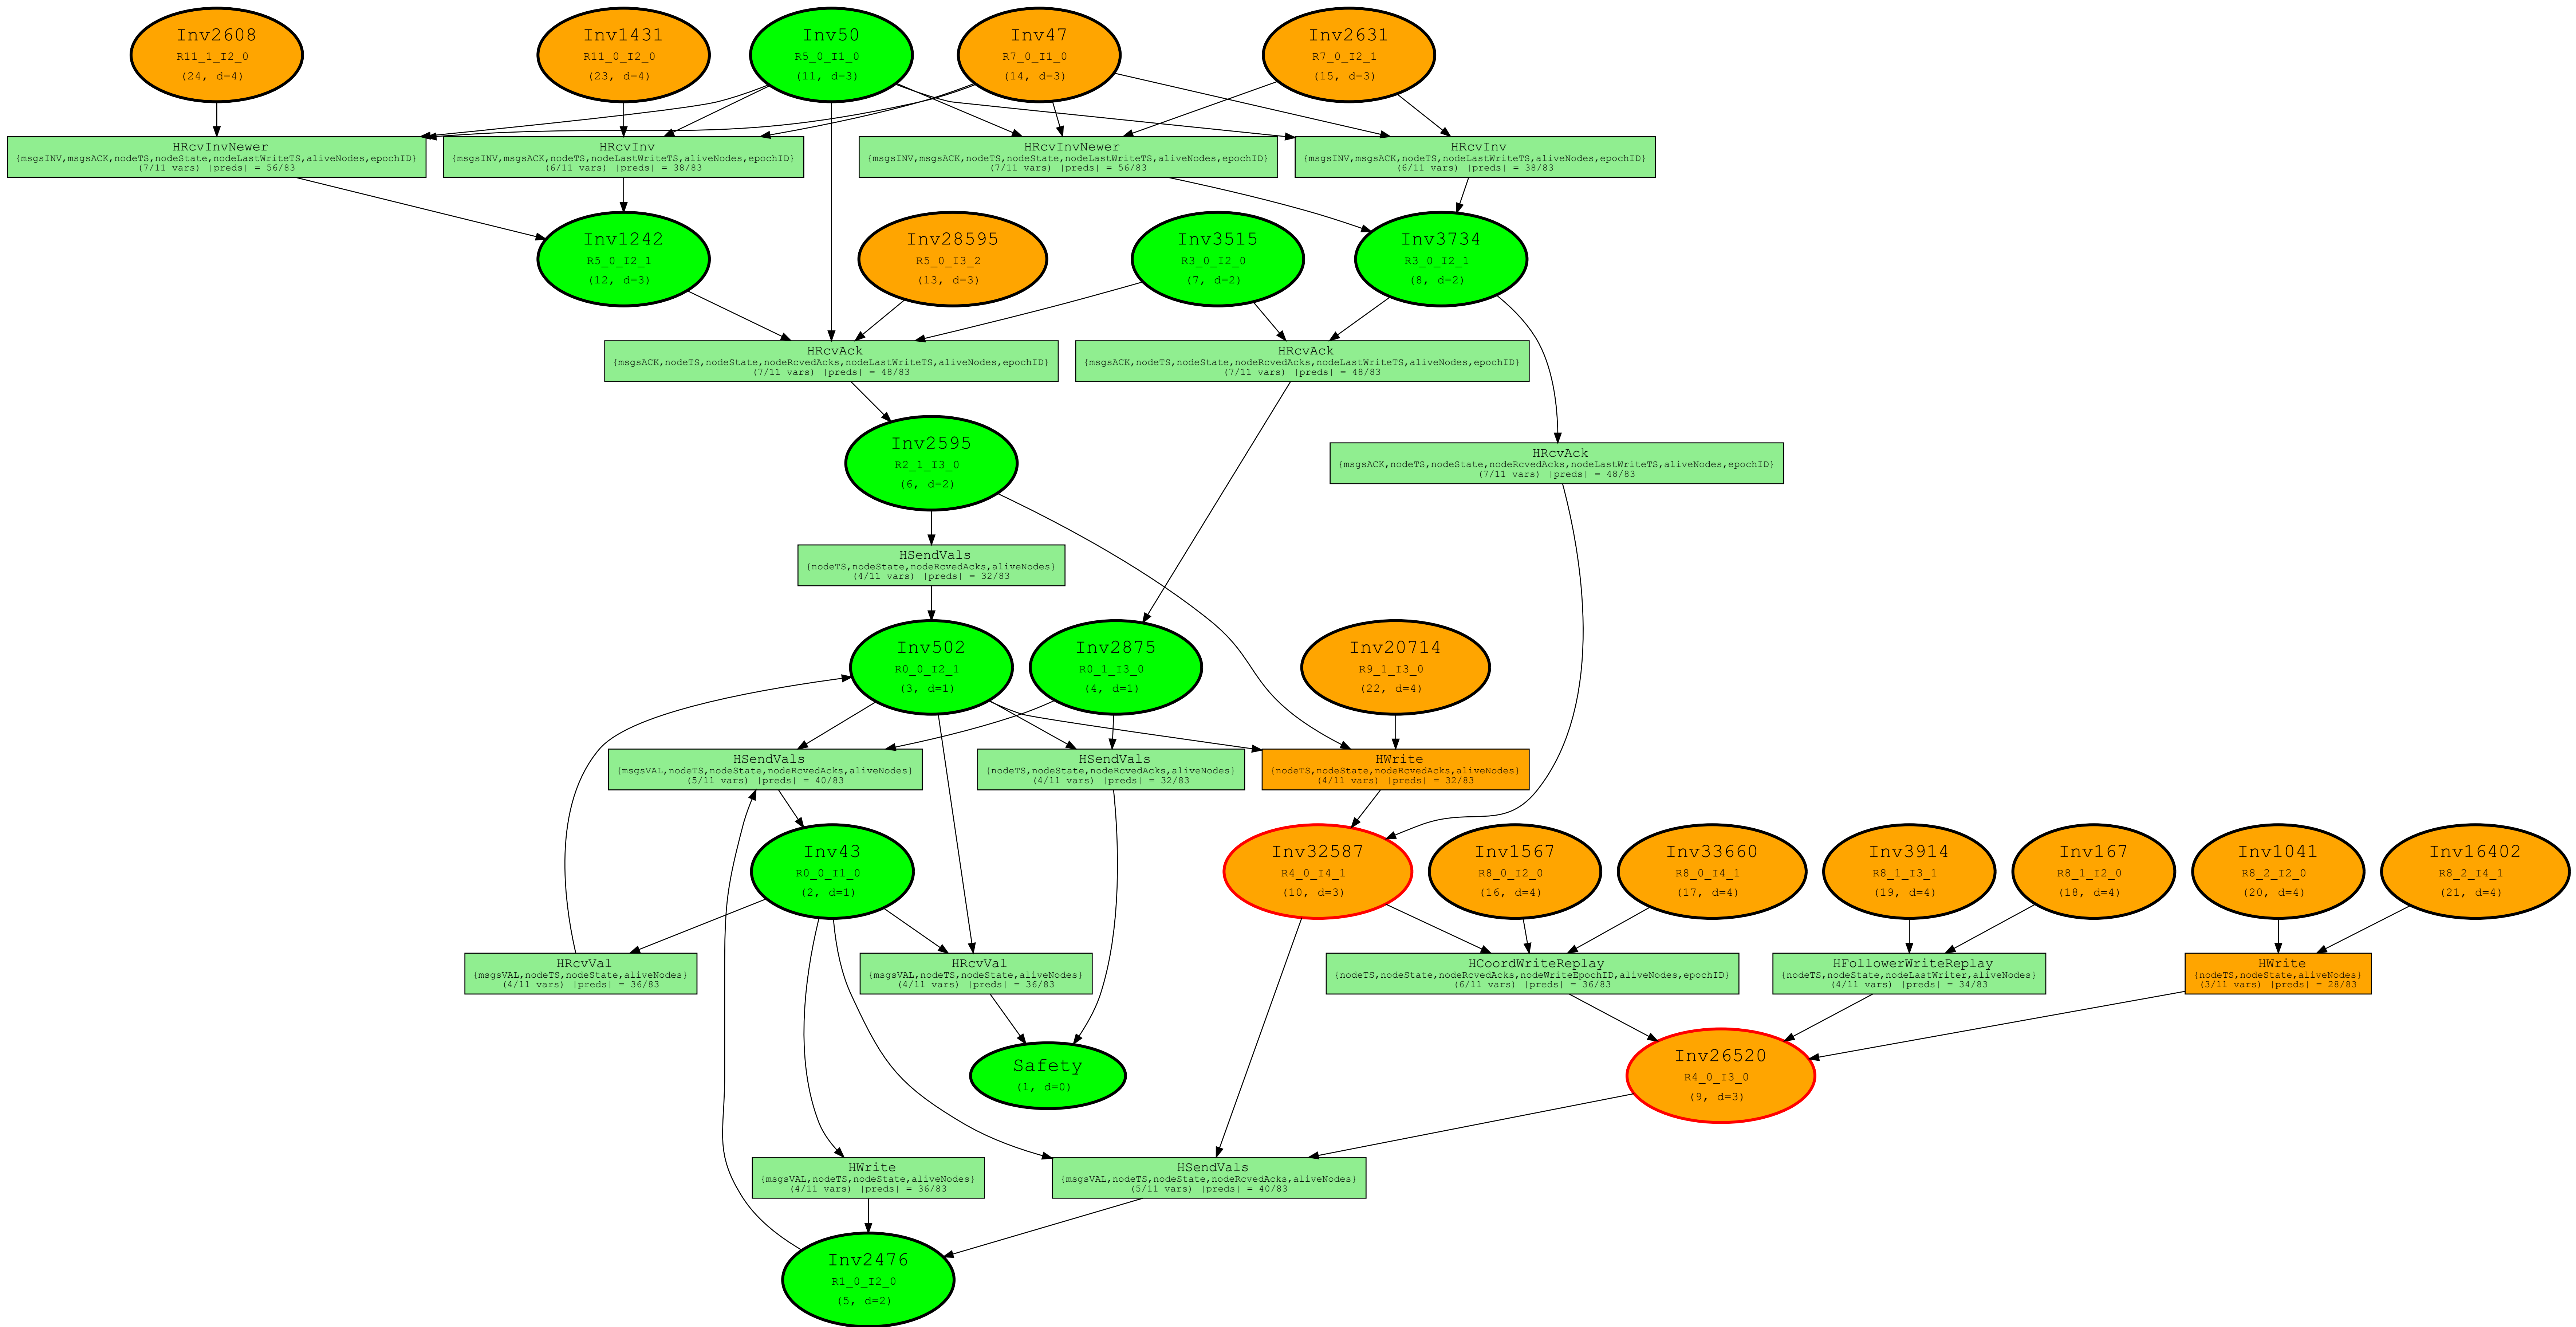 Inv2608
R11_1_I2_0
(24, d=4)
Inv1431
R11_0_I2_0
(23, d=4)
Inv50
R5_0_I1_0
(11, d=3)
Inv47
R7_0_I1_0
(14, d=3)
Inv2631
R7_0_I2_1
(15, d=3)
HRcvInvNewer
{msgsINV,msgsACK,nodeTS,nodeState,nodeLastWriteTS,aliveNodes,epochID}
(7/11 vars) |preds| = 56/83
HRcvInv
{msgsINV,msgsACK,nodeTS,nodeLastWriteTS,aliveNodes,epochID}
(6/11 vars) |preds| = 38/83
HRcvInvNewer
{msgsINV,msgsACK,nodeTS,nodeState,nodeLastWriteTS,aliveNodes,epochID}
(7/11 vars) |preds| = 56/83
HRcvInv
{msgsINV,msgsACK,nodeTS,nodeLastWriteTS,aliveNodes,epochID}
(6/11 vars) |preds| = 38/83
Inv1242
R5_0_I2_1
(12, d=3)
Inv28595
R5_0_I3_2
(13, d=3)
Inv3515
R3_0_I2_0
(7, d=2)
Inv3734
R3_0_I2_1
(8, d=2)
HRcvAck
{msgsACK,nodeTS,nodeState,nodeRcvedAcks,nodeLastWriteTS,aliveNodes,epochID}
(7/11 vars) |preds| = 48/83
HRcvAck
{msgsACK,nodeTS,nodeState,nodeRcvedAcks,nodeLastWriteTS,aliveNodes,epochID}
(7/11 vars) |preds| = 48/83
Inv2595
R2_1_I3_0
(6, d=2)
HRcvAck
{msgsACK,nodeTS,nodeState,nodeRcvedAcks,nodeLastWriteTS,aliveNodes,epochID}
(7/11 vars) |preds| = 48/83
HSendVals
{nodeTS,nodeState,nodeRcvedAcks,aliveNodes}
(4/11 vars) |preds| = 32/83
Inv502
R0_0_I2_1
(3, d=1)
Inv2875
R0_1_I3_0
(4, d=1)
Inv20714
R9_1_I3_0
(22, d=4)
HSendVals
{msgsVAL,nodeTS,nodeState,nodeRcvedAcks,aliveNodes}
(5/11 vars) |preds| = 40/83
HSendVals
{nodeTS,nodeState,nodeRcvedAcks,aliveNodes}
(4/11 vars) |preds| = 32/83
HWrite
{nodeTS,nodeState,nodeRcvedAcks,aliveNodes}
(4/11 vars) |preds| = 32/83
Inv43
R0_0_I1_0
(2, d=1)
Inv32587
R4_0_I4_1
(10, d=3)
Inv1567
R8_0_I2_0
(16, d=4)
Inv33660
R8_0_I4_1
(17, d=4)
Inv3914
R8_1_I3_1
(19, d=4)
Inv167
R8_1_I2_0
(18, d=4)
Inv1041
R8_2_I2_0
(20, d=4)
Inv16402
R8_2_I4_1
(21, d=4)
HRcvVal
{msgsVAL,nodeTS,nodeState,aliveNodes}
(4/11 vars) |preds| = 36/83
HRcvVal
{msgsVAL,nodeTS,nodeState,aliveNodes}
(4/11 vars) |preds| = 36/83
HCoordWriteReplay
{nodeTS,nodeState,nodeRcvedAcks,nodeWriteEpochID,aliveNodes,epochID}
(6/11 vars) |preds| = 36/83
HFollowerWriteReplay
{nodeTS,nodeState,nodeLastWriter,aliveNodes}
(4/11 vars) |preds| = 34/83
HWrite
{nodeTS,nodeState,aliveNodes}
(3/11 vars) |preds| = 28/83
Safety
(1, d=0)
Inv26520
R4_0_I3_0
(9, d=3)
HWrite
{msgsVAL,nodeTS,nodeState,aliveNodes}
(4/11 vars) |preds| = 36/83
HSendVals
{msgsVAL,nodeTS,nodeState,nodeRcvedAcks,aliveNodes}
(5/11 vars) |preds| = 40/83
Inv2476
R1_0_I2_0
(5, d=2)